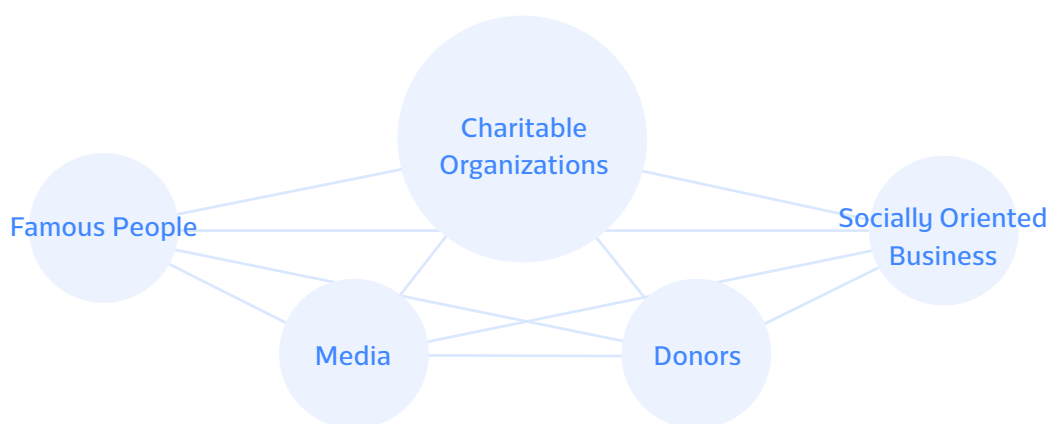 Charitable
Organizations
Famous People
Socially Oriented
Business
Media
Donors